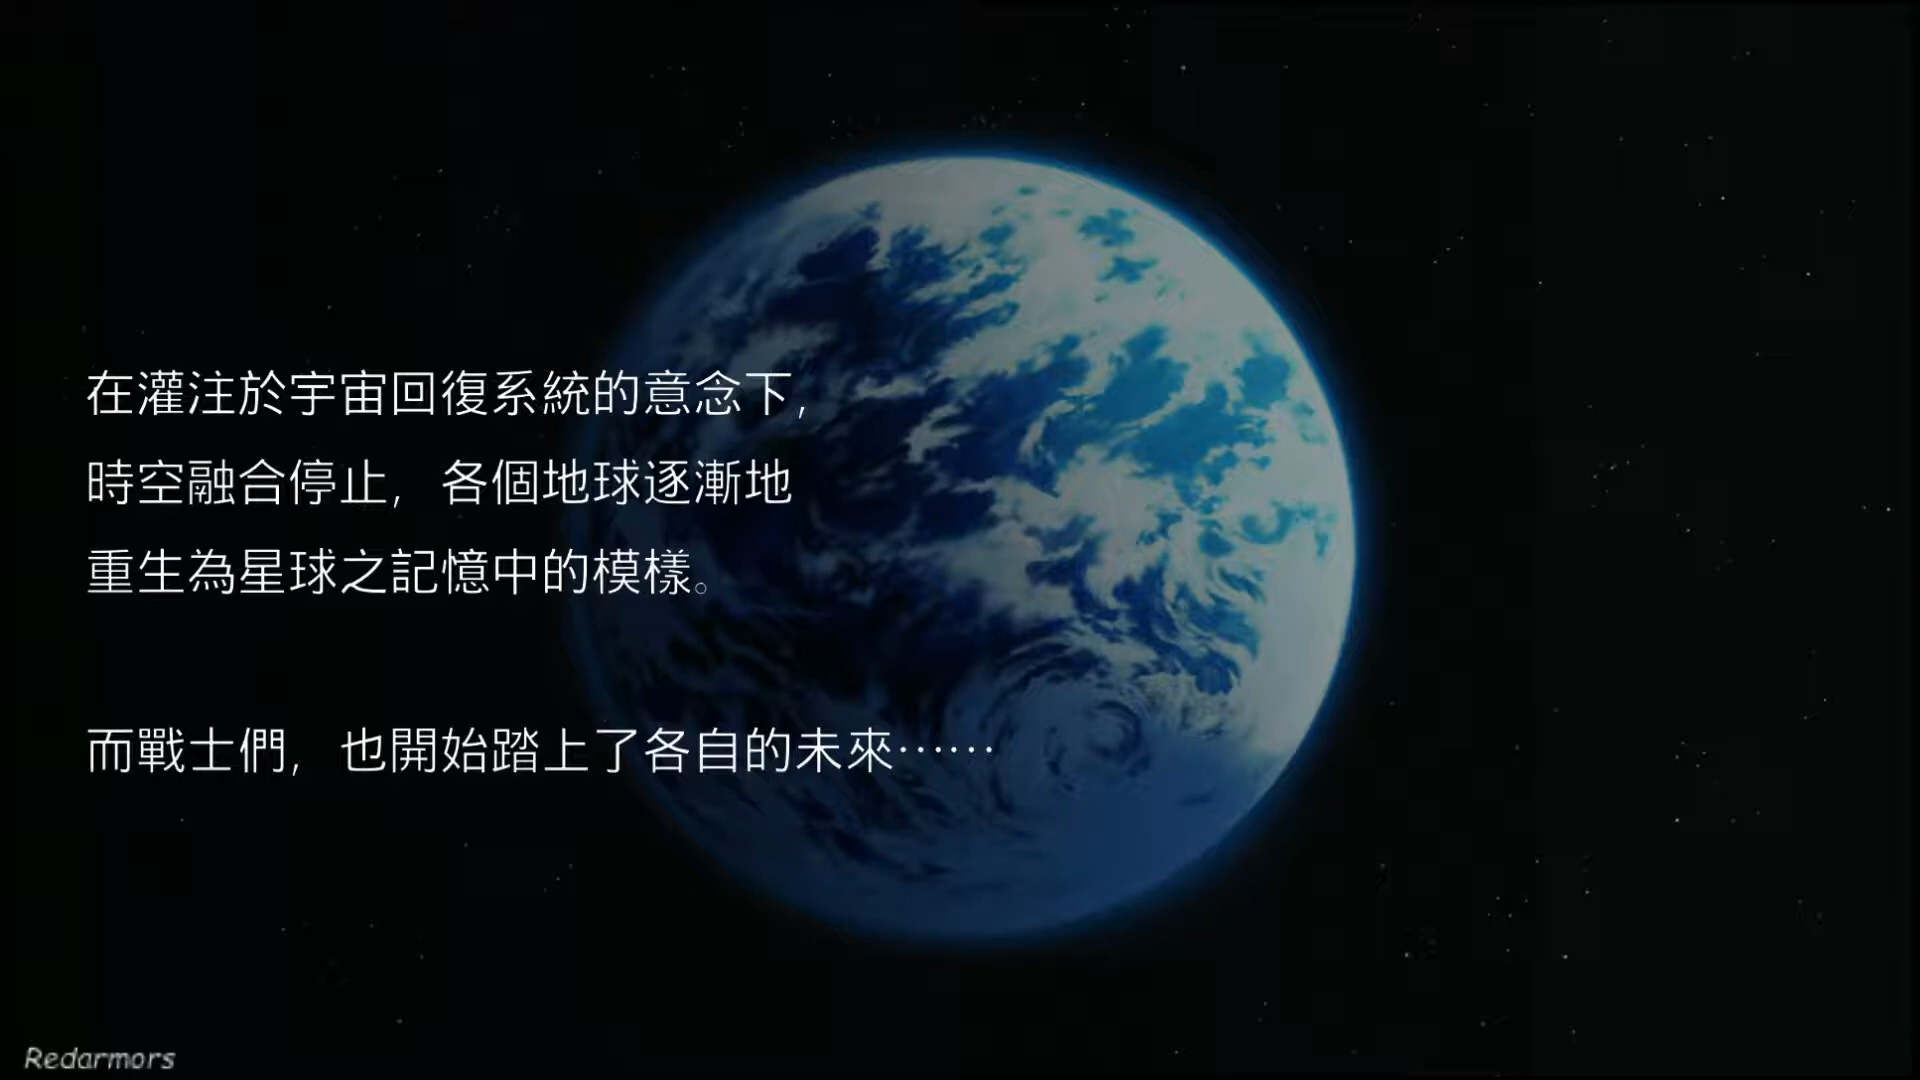 在灌注於宇宙回復系統的意念下，
時空融合停止，各個地球逐漸地
重生為星球之記憶中的模樣。
而戰士們，也開始踏上了各自的未來……
Redarmors